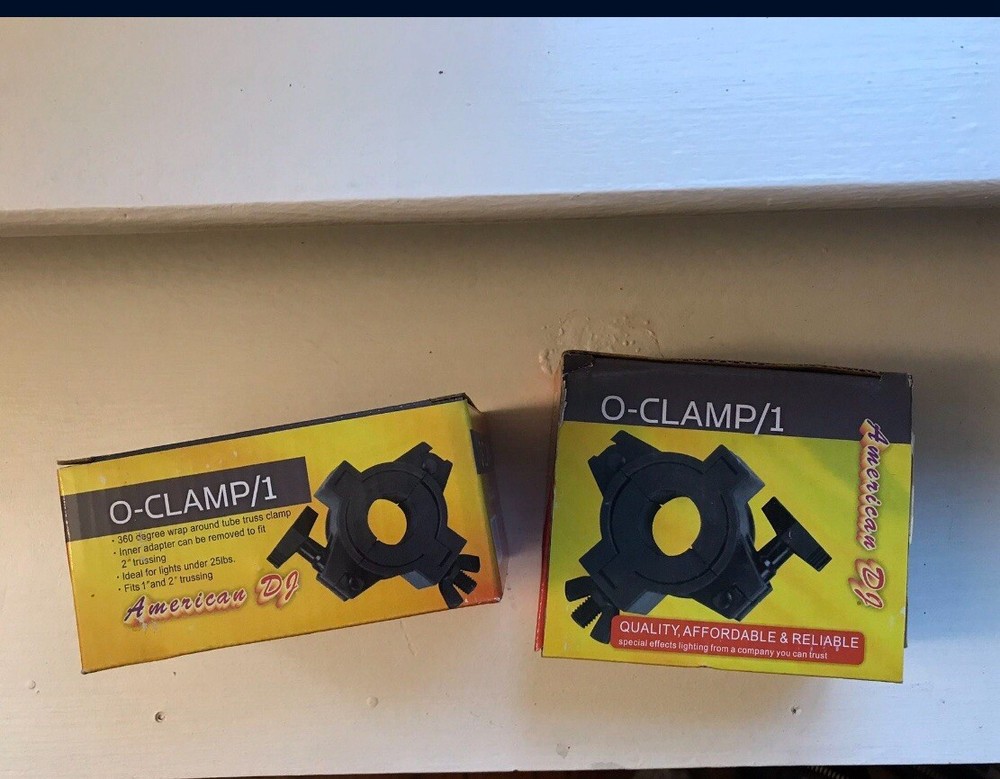 O-CLAMP/1
· 360 degree wrap around tube truss clamp
· Inner adapter can be removed to fit
2" trussing
· Ideal for lights under 25lbs.
· Fits 1" and 2" trussing
American DJ
O-CLAMP/1
American DJ
QUALITY, AFFORDABLE & RELIABLE
special effects lighting from a company you can trust